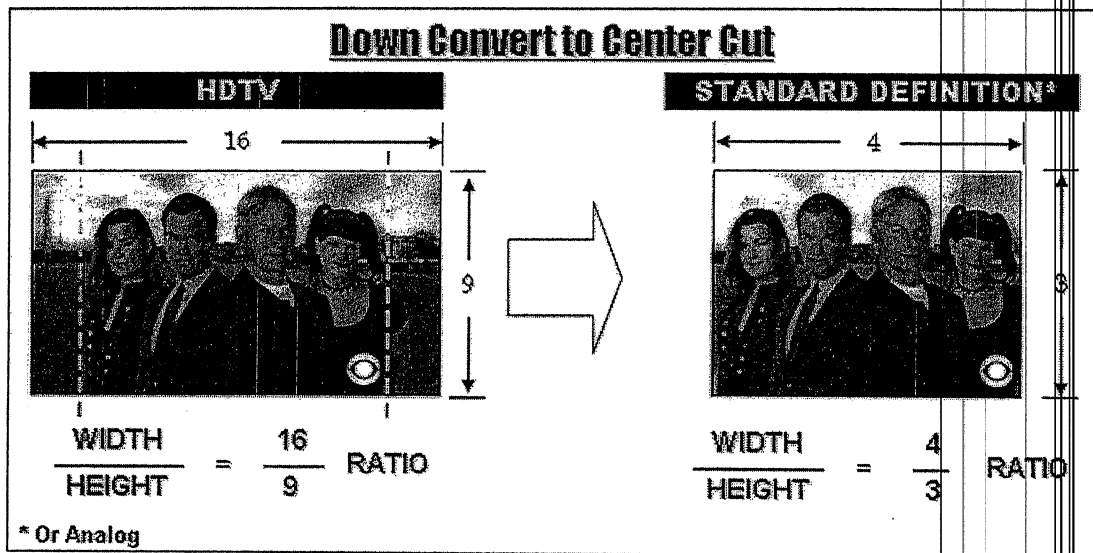 Down Convert to Center Cut
HDTV
STANDARD DEFINITION*
16
4
9
3
WIDTH
HEIGHT
=
16
9
RATIO
WIDTH
HEIGHT
=
4
3
RATIO
* Or Analog